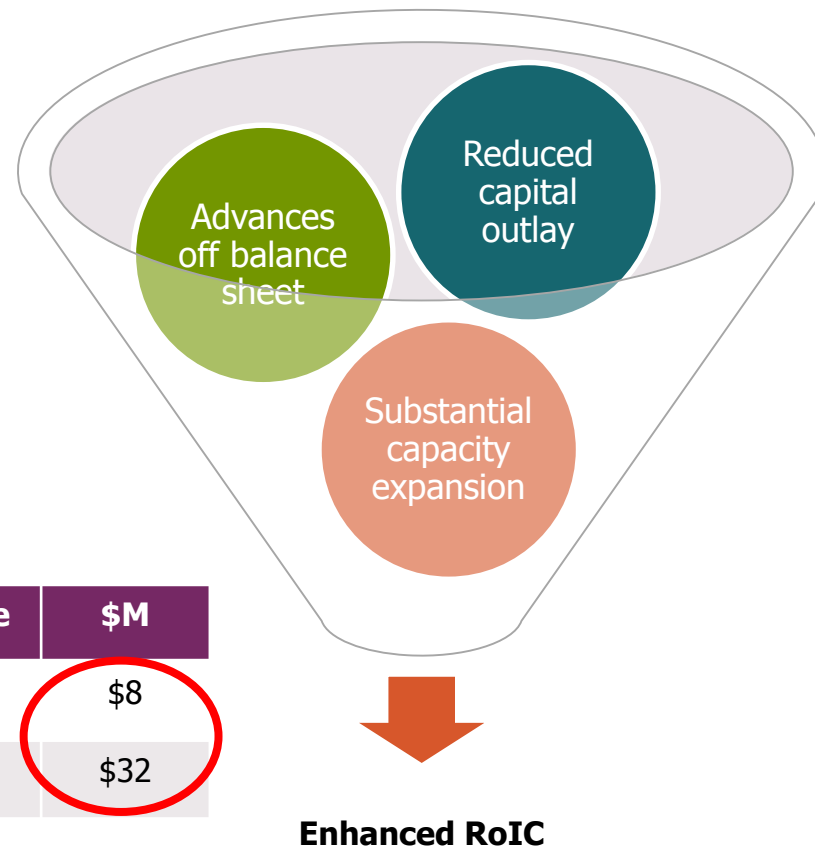 Reduced
capital
outlay
Advances
off balance
sheet
Substantial
capacity
expansion
e $M
$8
$32
Enhanced RoIC